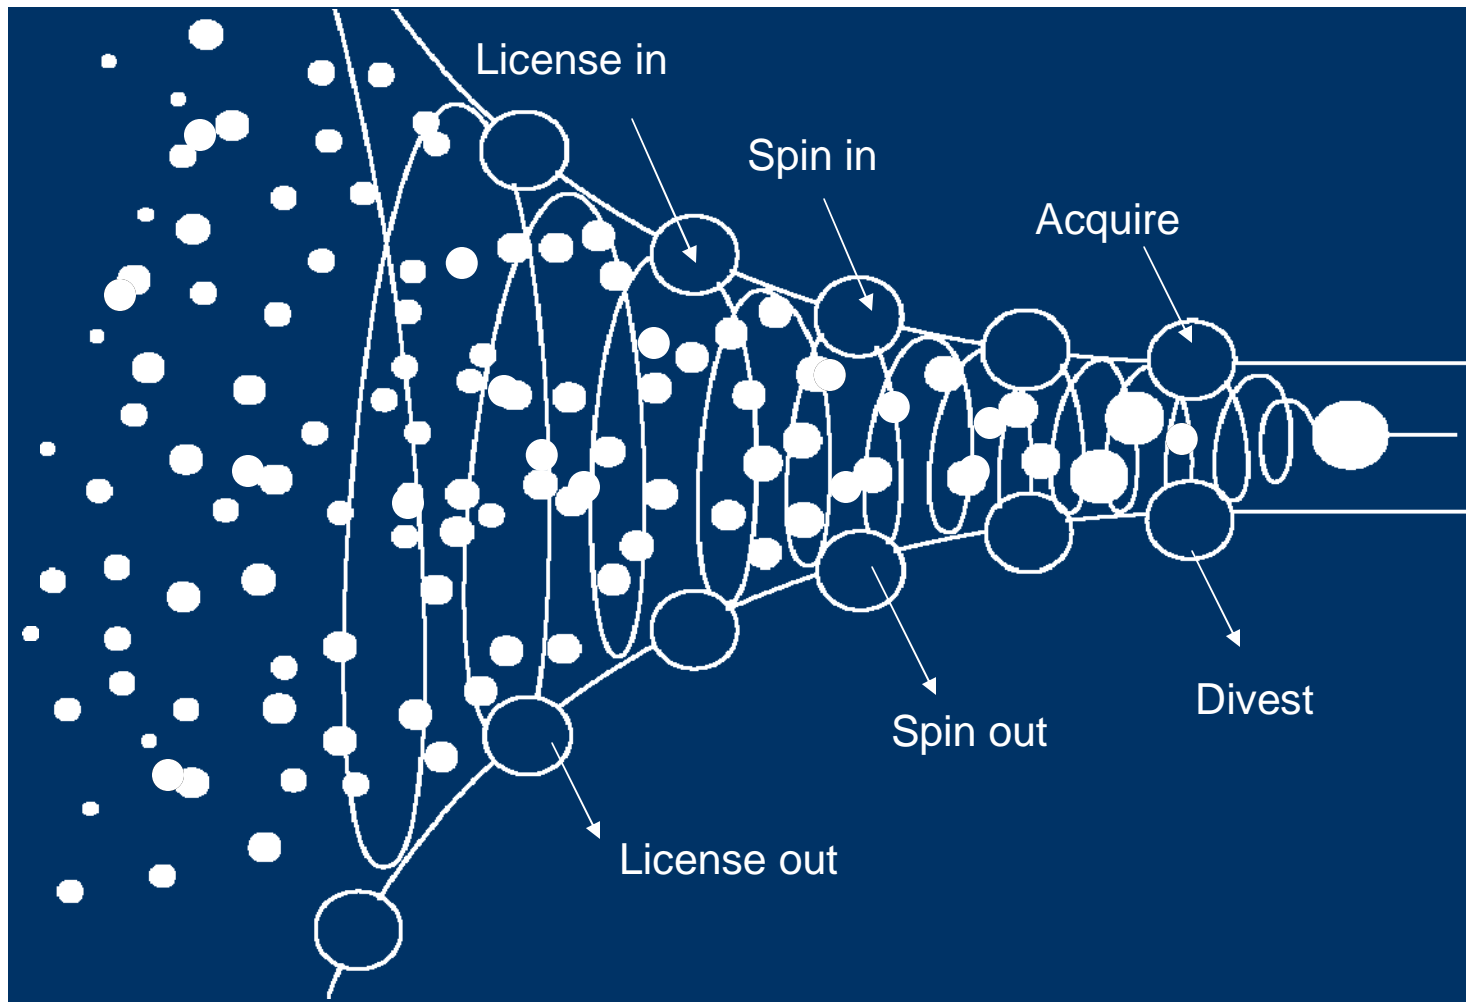 License in
Spin in
Acquire
Divest
Spin out
License out